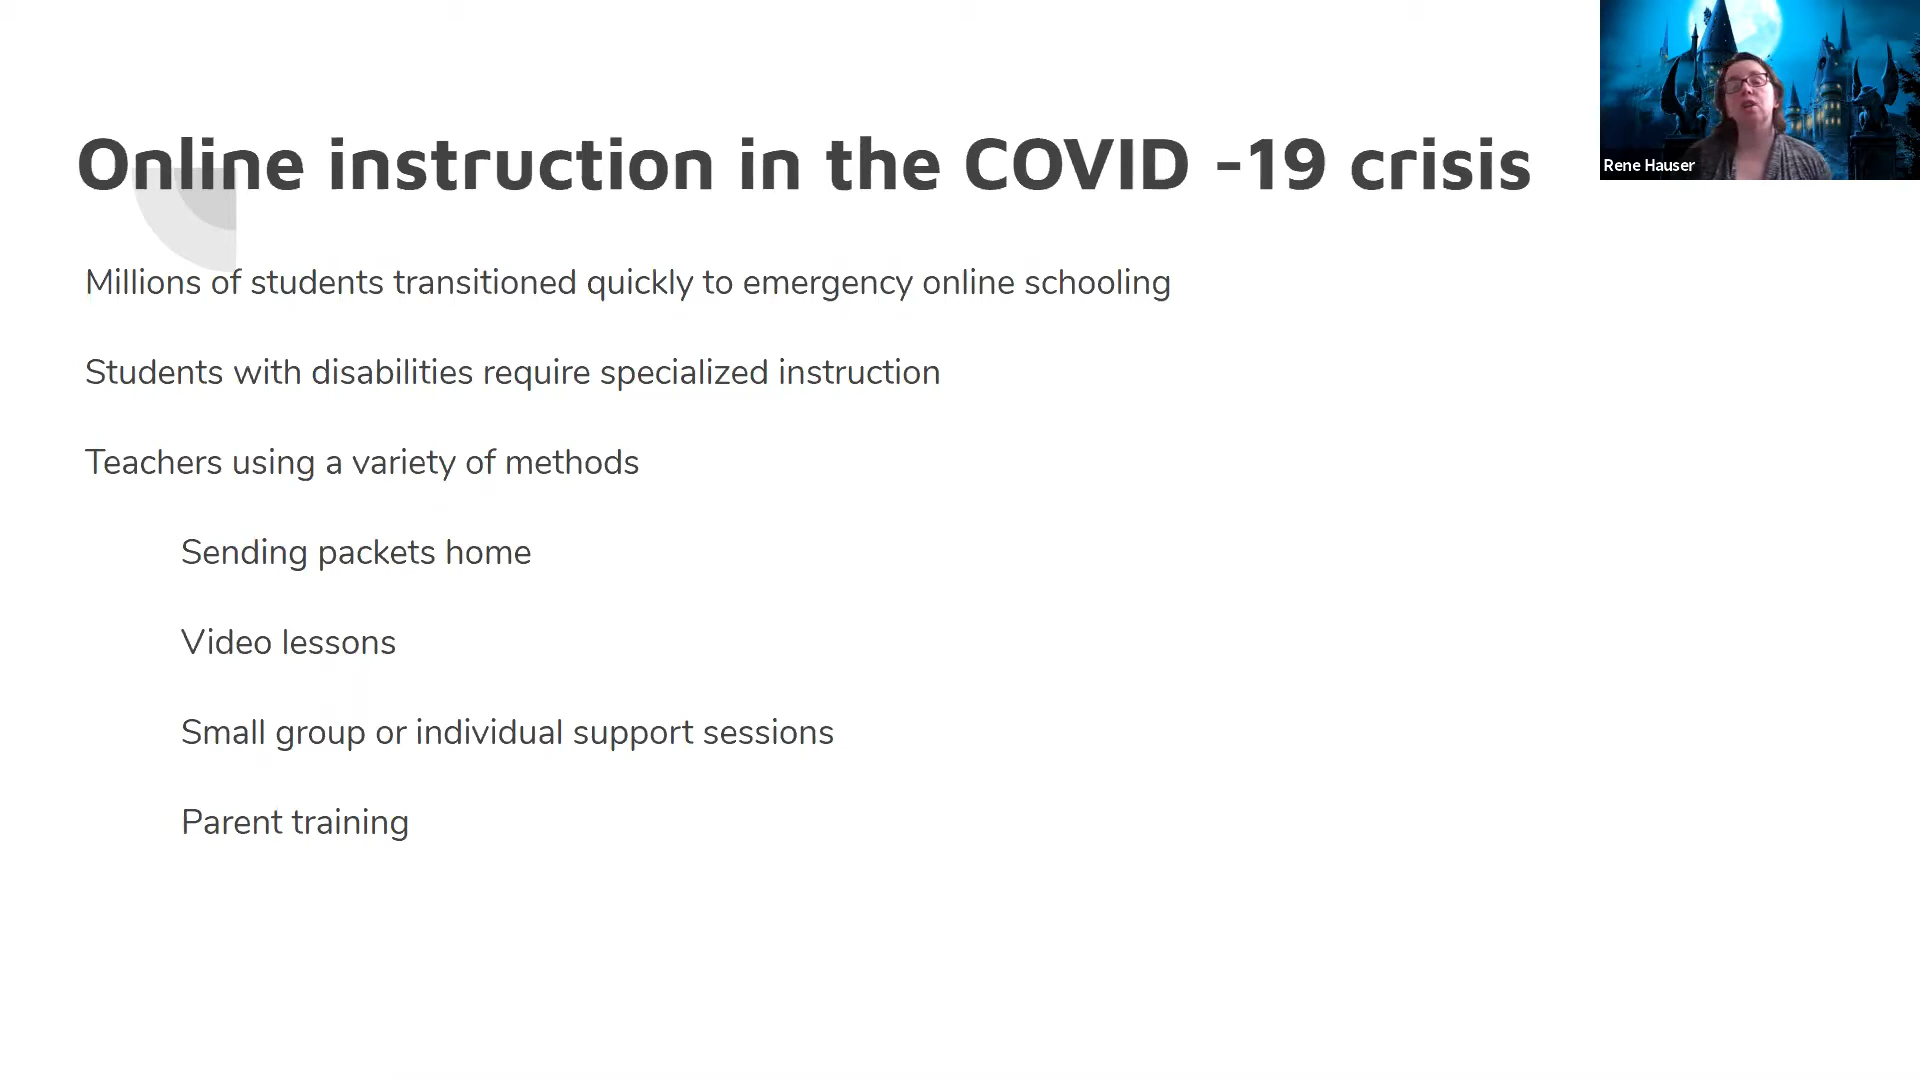 Online instruction in the COVID -19 crisis
Rene Hauser
Millions of students transitioned quickly to emergency online schooling
Students with disabilities require specialized instruction
Teachers using a variety of methods
Sending packets home
Video lessons
Small group or individual support sessions
Parent training